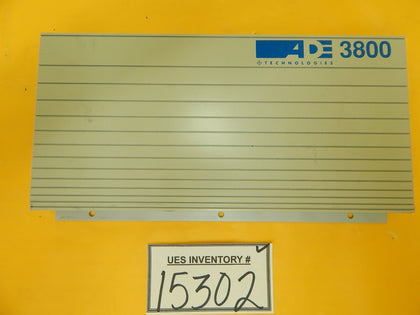 ADE 3800
TECHNOLOGIES
UES INVENTORY #
15302